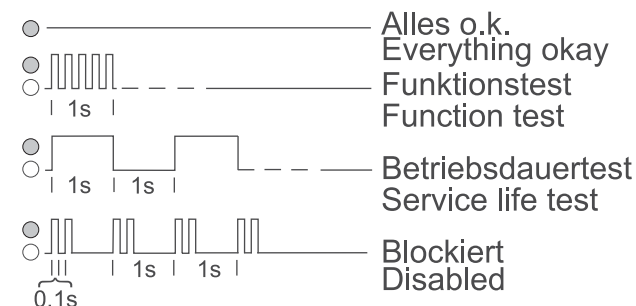 Alles o.k.
Everything okay
Funktionstest
1s
Function test
Betriebsdauertest
1s 1s
Service life test
Blockiert
1s 1s
Disabled
0.1s